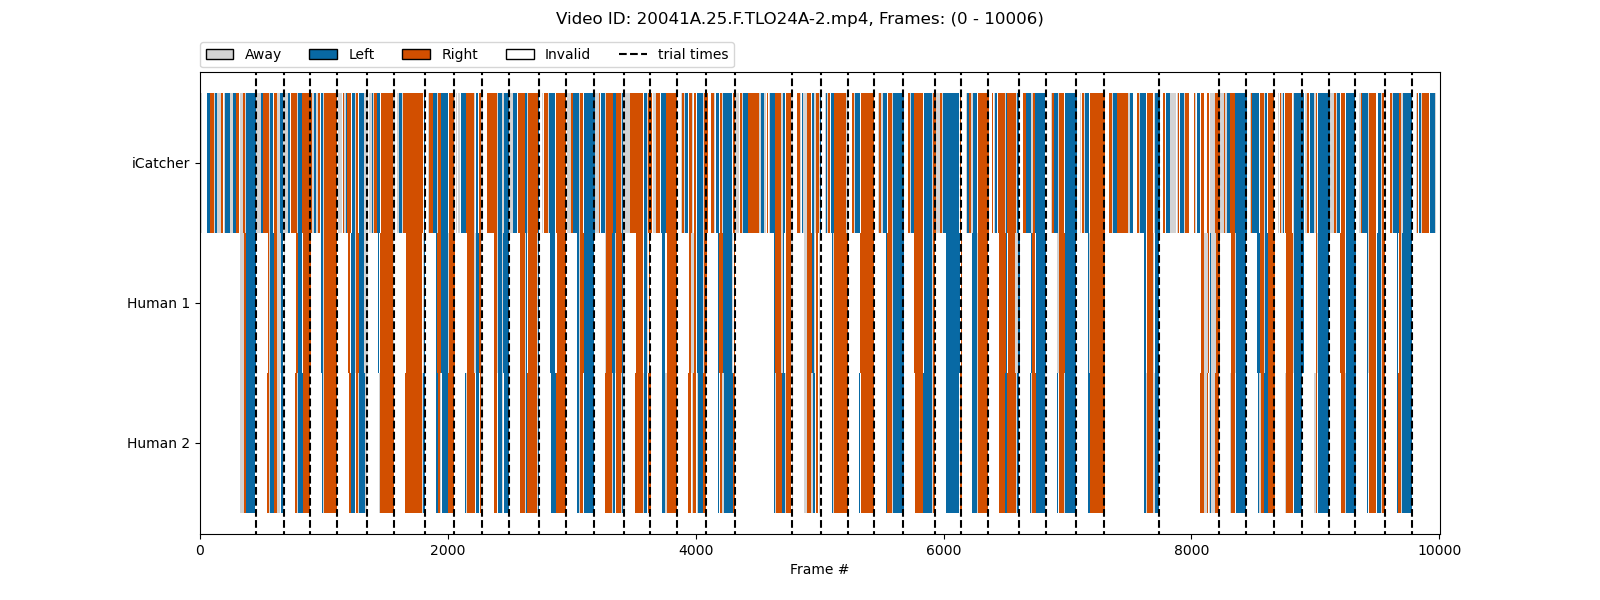 Video ID: 20041A.25.F.TLO24A-2.mp4, Frames: (0 - 10006)
Away Left Right Invalid trial times
iCatcher
Human 1
Human 2
0 2000 4000 6000 8000 10000
Frame #